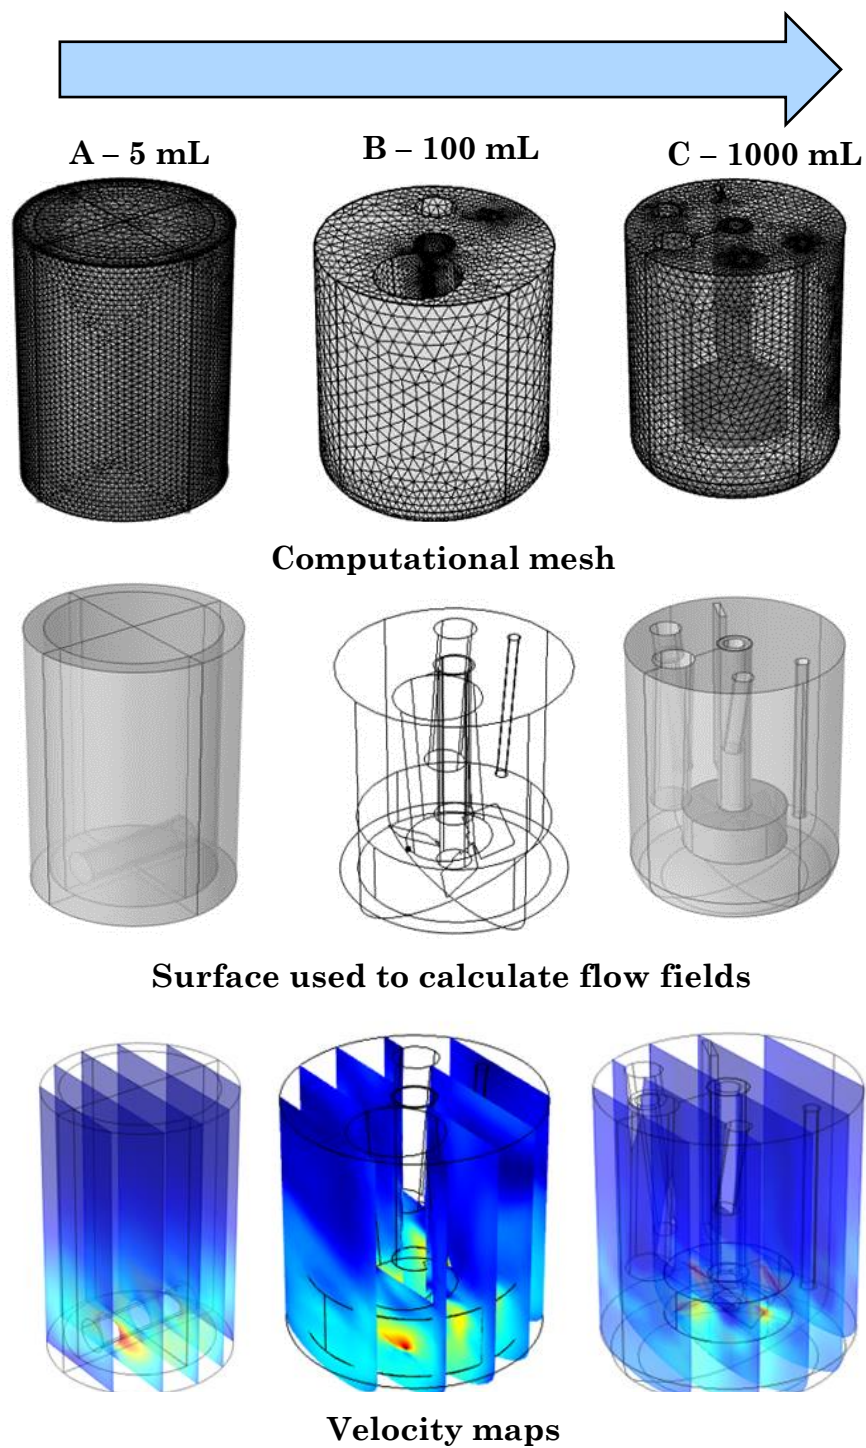 A – 5 mL
B – 100 mL
C – 1000 mL
Computational mesh
Surface used to calculate flow fields
Velocity maps